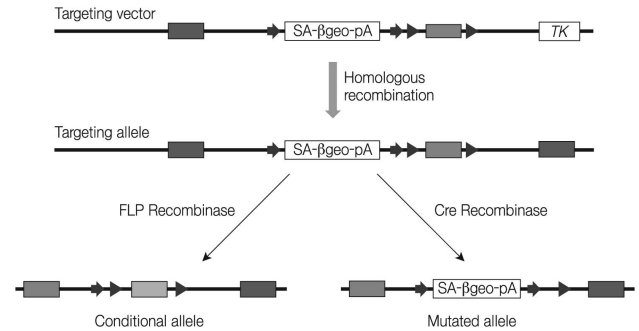 Targeting vector
SA-βgeo-pA
TK
Homologous
recombination
Targeting allele
SA-βgeo-pA
FLP Recombinase
Cre Recombinase
SA-βgeo-pA
Conditional allele
Mutated allele